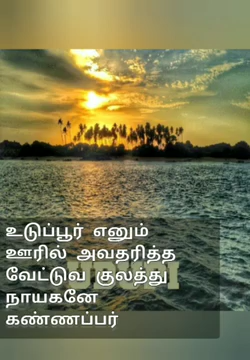 உடுப்பூர் எனும்
ஊரில் அவதரித்த
வேட்டுவ குலத்து
நாயகனே
கண்ணப்பர்